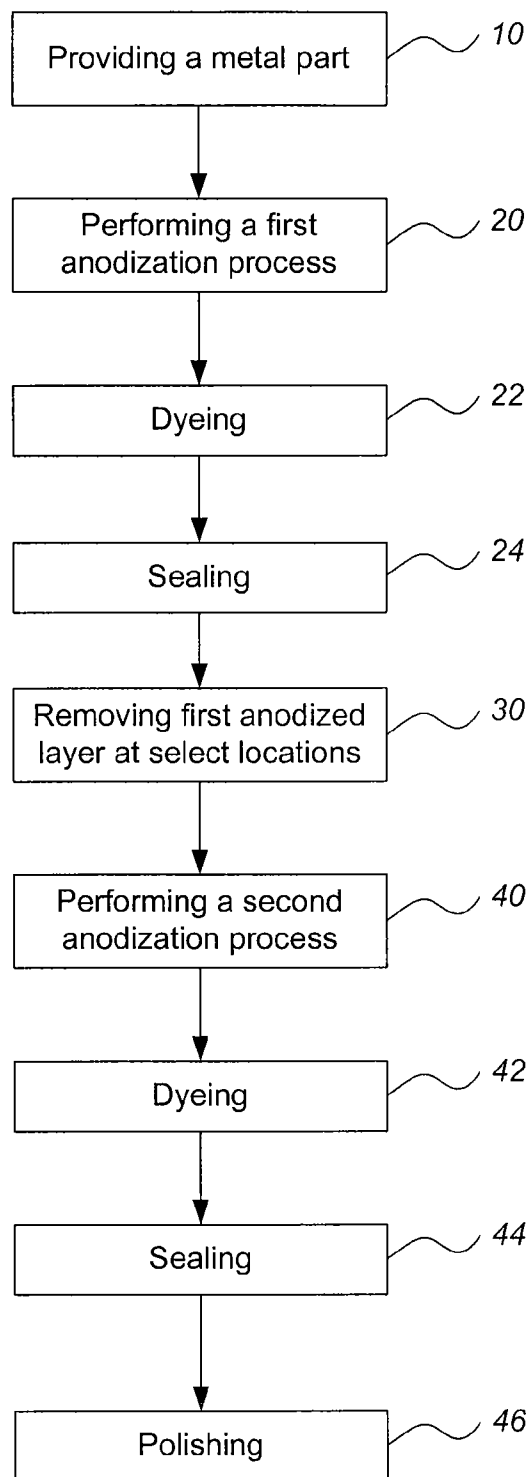 Providing a metal part
10
Performing a first
anodization process
20
Dyeing
22
Sealing
24
Removing first anodized
layer at select locations
30
Performing a second
anodization process
40
Dyeing
42
Sealing
44
Polishing
46